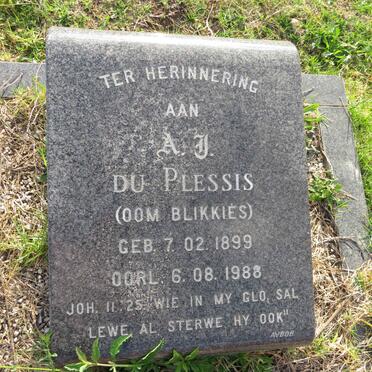 TER HERINNERING
AAN
A.J.
DU PLESSIS
(OOM BLIKKIES)
GEB. 7. 02. 1899
OORL. 6. 08. 1988
JOH. 11:25 "WIE IN MY GLO, SAL
LEWE, AL STERWE HY OOK"
AVBOB